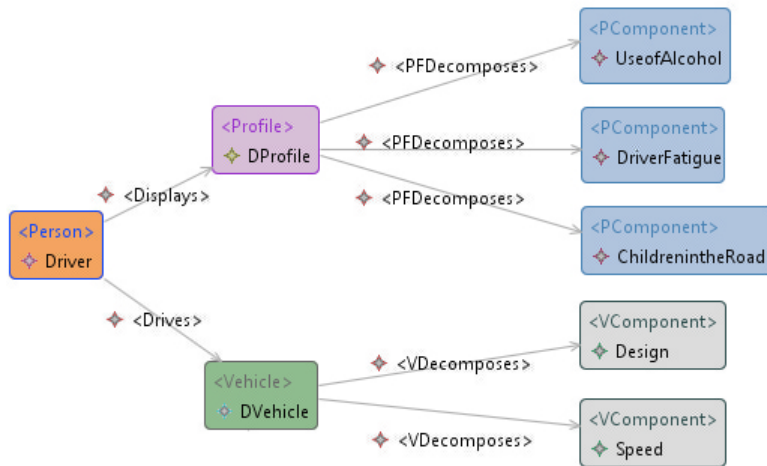 <PComponent>
UseofAlcohol
<PFDecomposes>
<Profile>
DProfile
<PFDecomposes>
<PComponent>
DriverFatigue
<Displays>
<PFDecomposes>
<PComponent>
ChildrenintheRoad
<Person>
Driver
<Drives>
<VComponent>
Design
<VDecomposes>
<Vehicle>
DVehicle
<VComponent>
Speed
<VDecomposes>